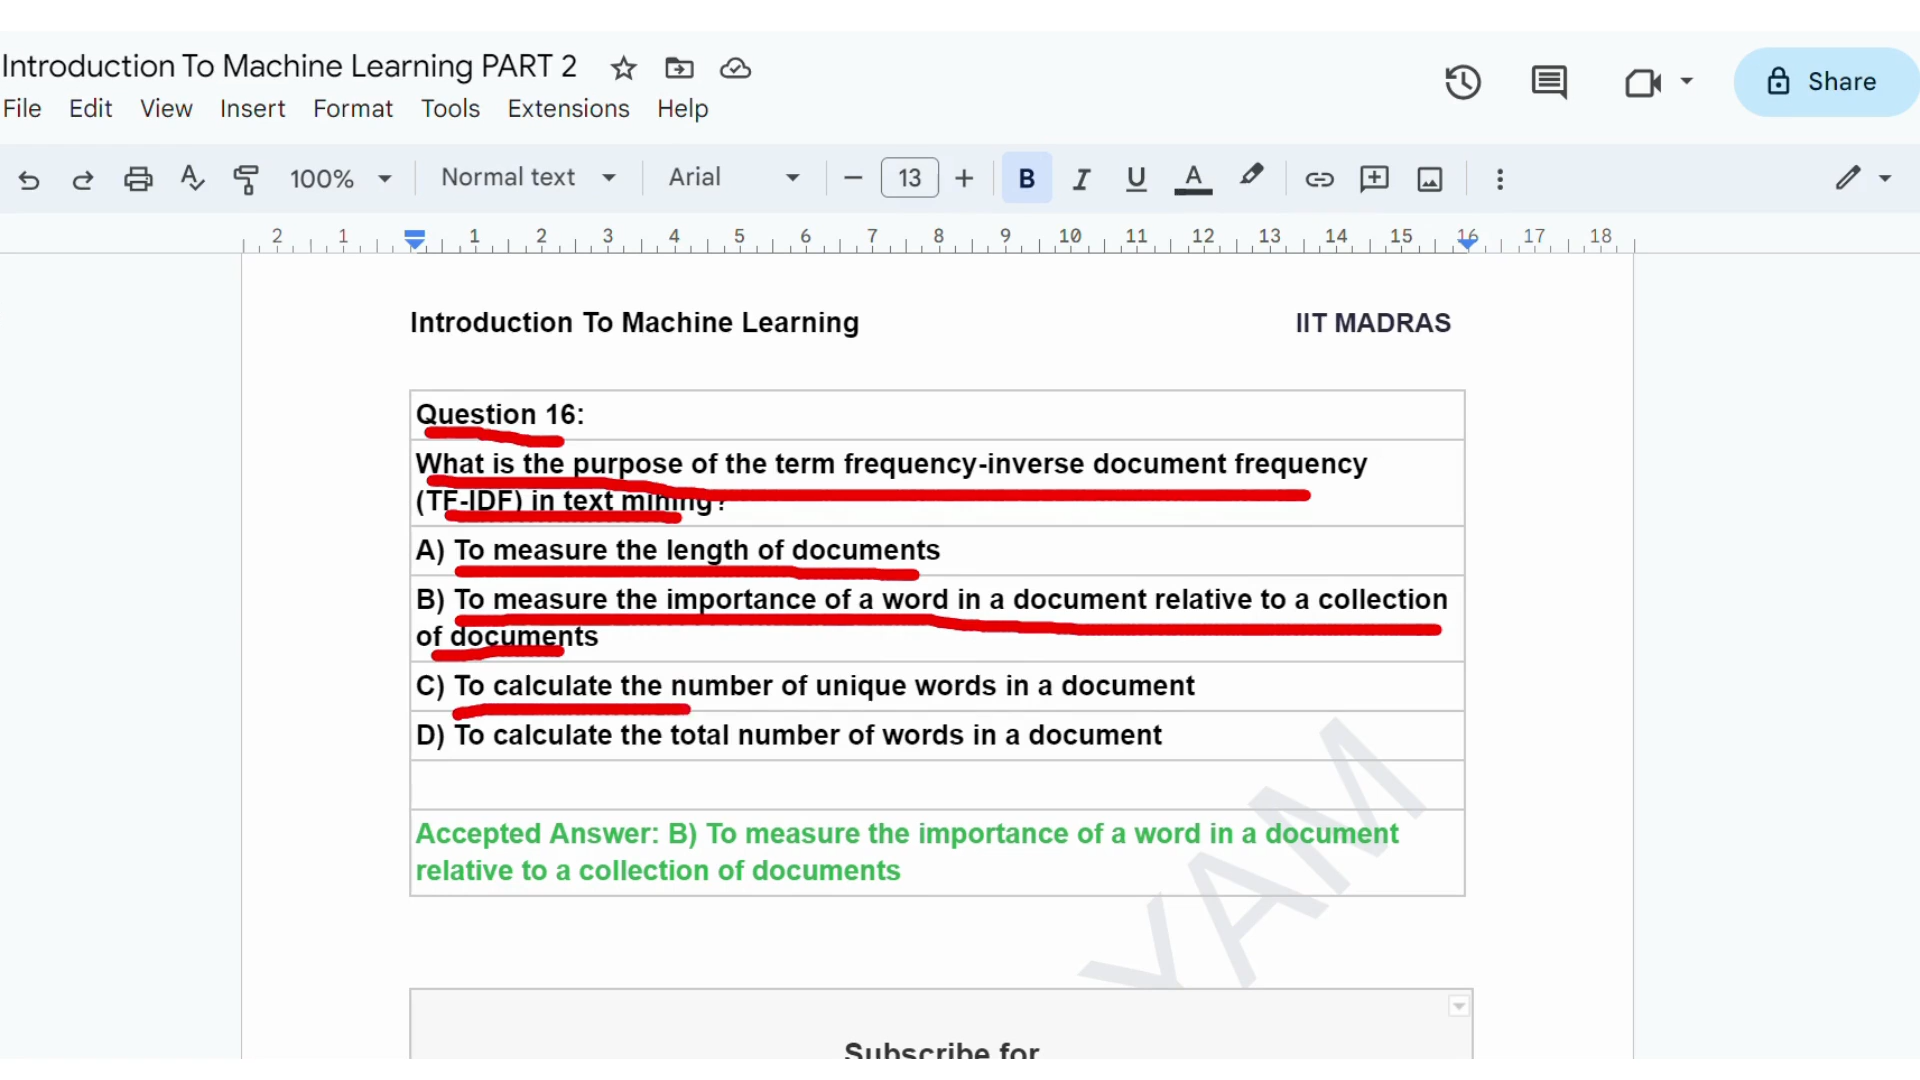 Introduction To Machine Learning PART 2
File Edit View Insert Format Tools Extensions Help
Share
100% Normal text Arial 13 B I U A
2 1 1 2 3 4 5 6 7 8 9 10 11 12 13 14 15 16 17 18
Introduction To Machine Learning IIT MADRAS
Question 16:
What is the purpose of the term frequency-inverse document frequency
(TF-IDF) in text mining?
A) To measure the length of documents
B) To measure the importance of a word in a document relative to a collection
of documents
C) To calculate the number of unique words in a document
D) To calculate the total number of words in a document
Accepted Answer: B) To measure the importance of a word in a document
relative to a collection of documents
YAM
Subscribe for